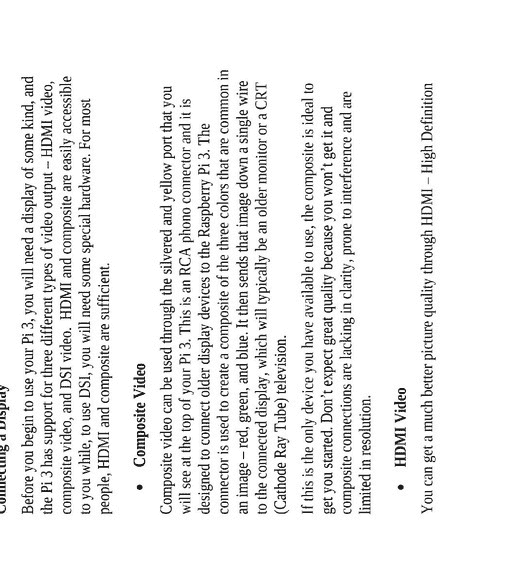 Connecting a Display
Before you begin to use your Pi 3, you will need a display of some kind, and
the Pi 3 has support for three different types of video output – HDMI video,
composite video, and DSI video.  HDMI and composite are easily accessible
to you while, to use DSI, you will need some special hardware. For most
people, HDMI and composite are sufficient.
• Composite Video
Composite video can be used through the silvered and yellow port that you
will see at the top of your Pi 3. This is an RCA phono connector and it is
designed to connect older display devices to the Raspberry Pi 3. The
connector is used to create a composite of the three colors that are common in
an image – red, green, and blue. It then sends that image down a single wire
to the connected display, which will typically be an older monitor or a CRT
(Cathode Ray Tube) television.
If this is the only device you have available to use, the composite is ideal to
get you started. Don’t expect great quality because you won’t get it and
composite connections are lacking in clarity, prone to interference and are
limited in resolution.
• HDMI Video
You can get a much better picture quality through HDMI – High Definition